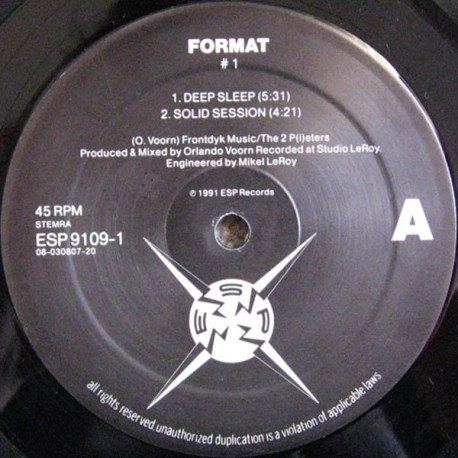 FORMAT
# 1
1. DEEP SLEEP (5:31)
2. SOLID SESSION (4:21)
(O. Voorn) Frontdyk Music/The 2 P(i)eters
Produced & Mixed by Orlando Voorn Recorded at Studio LeRoy.
Engineered by Mikel LeRoy
℗ 1991 ESP Records
45 RPM
STEMRA
ESP 9109-1
08-030807-20
A
ESP
all rights reserved, unauthorized duplication is a violation of applicable laws